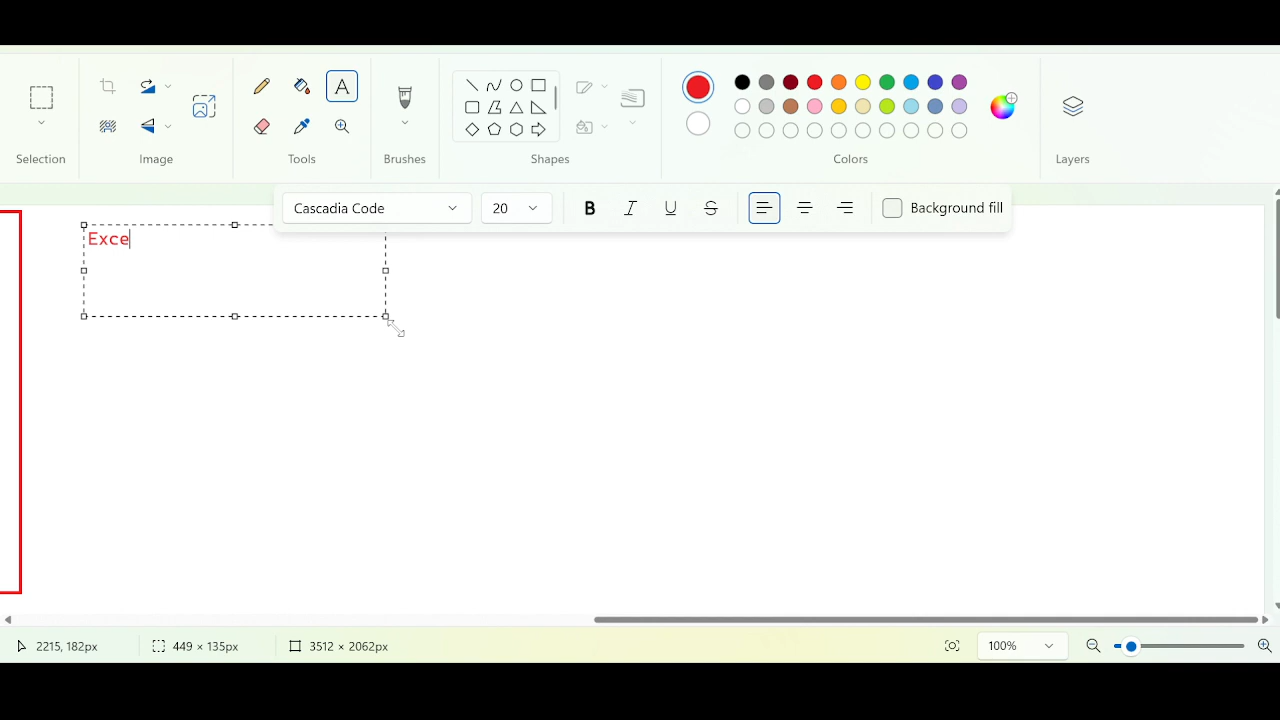 Selection
Image
Tools
Brushes
Shapes
Colors
Layers
Cascadia Code
20
B I U S
Background fill
Exce
2215, 182px
449 × 135px
3512 × 2062px
100%